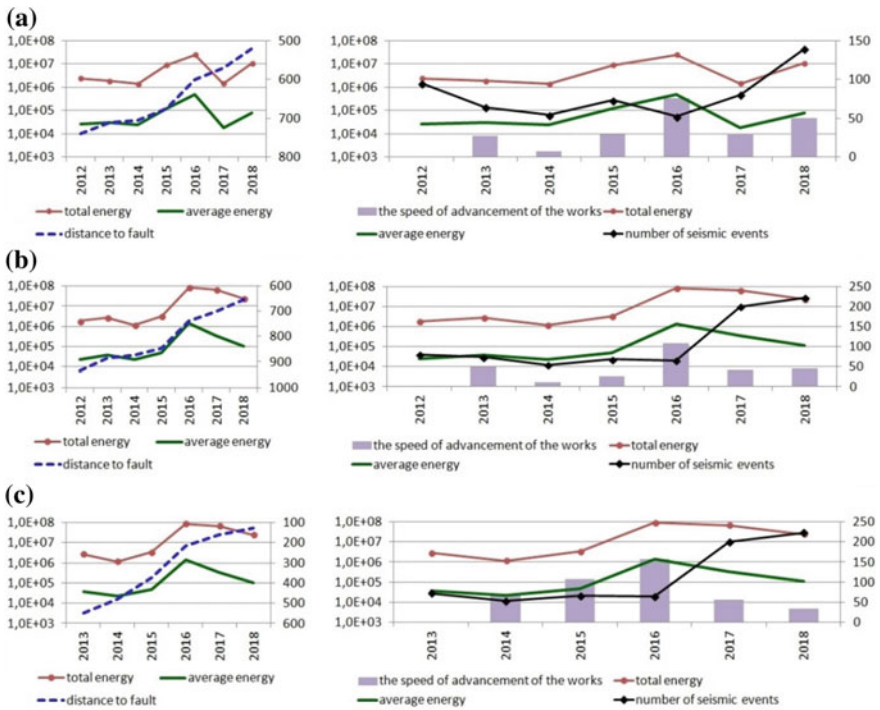 (a)
1,0E+08 500 1,0E+08 150
1,0E+07 1,0E+07
1,0E+06 600 1,0E+06 100
1,0E+05 700 1,0E+05 50
1,0E+04 1,0E+04
1,0E+03 800 1,0E+03 0
2012 2013 2014 2015 2016 2017 2018 2012 2013 2014 2015 2016 2017 2018
total energy average energy the speed of advancement of the works total energy
distance to fault average energy number of seismic events
(b)
1,0E+08 600 1,0E+08 250
1,0E+07 700 1,0E+07 200
1,0E+06 800 1,0E+06 150
1,0E+05 900 1,0E+05 100
1,0E+04 1,0E+04 50
1,0E+03 1000 1,0E+03 0
2012 2013 2014 2015 2016 2017 2018 2012 2013 2014 2015 2016 2017 2018
total energy average energy the speed of advancement of the works total energy
distance to fault average energy number of seismic events
(c)
1,0E+08 100 1,0E+08 250
1,0E+07 200 1,0E+07 200
1,0E+06 300 1,0E+06 150
1,0E+05 400 1,0E+05 100
1,0E+04 500 1,0E+04 50
1,0E+03 600 1,0E+03 0
2013 2014 2015 2016 2017 2018 2013 2014 2015 2016 2017 2018
total energy average energy the speed of advancement of the works total energy
distance to fault average energy number of seismic events